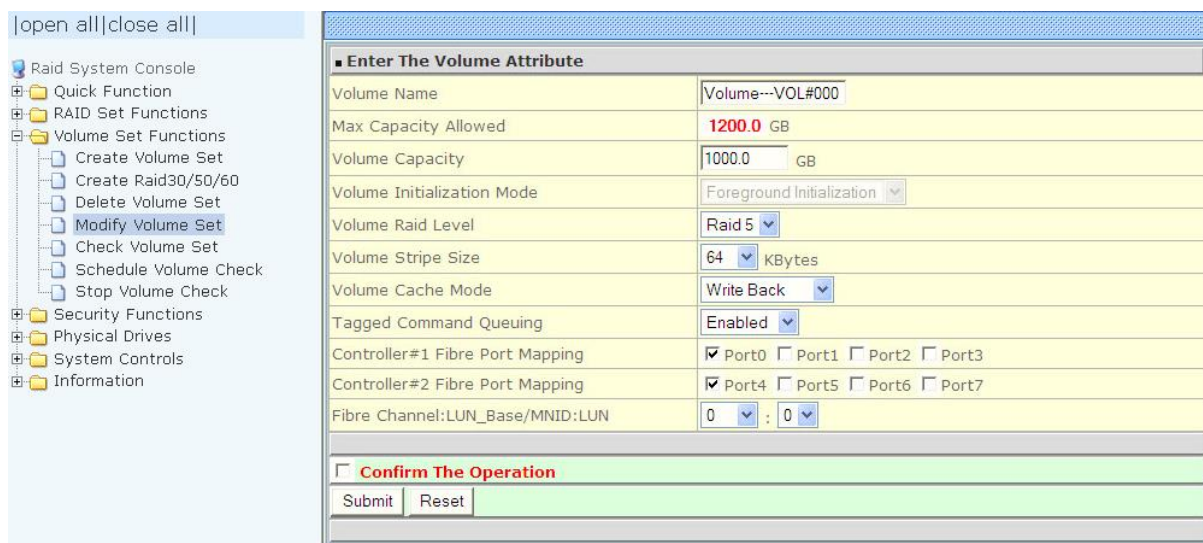 |open all|close all|
Raid System Console
Quick Function
RAID Set Functions
Volume Set Functions
Create Volume Set
Create Raid30/50/60
Delete Volume Set
Modify Volume Set
Check Volume Set
Schedule Volume Check
Stop Volume Check
Security Functions
Physical Drives
System Controls
Information
Enter The Volume Attribute
Volume Name Volume---VOL#000
Max Capacity Allowed 1200.0 GB
Volume Capacity 1000.0 GB
Volume Initialization Mode Foreground Initialization
Volume Raid Level Raid 5
Volume Stripe Size 64 KBytes
Volume Cache Mode Write Back
Tagged Command Queuing Enabled
Controller#1 Fibre Port Mapping Port0 Port1 Port2 Port3
Controller#2 Fibre Port Mapping Port4 Port5 Port6 Port7
Fibre Channel:LUN_Base/MNID:LUN 0 : 0
Confirm The Operation
Submit Reset